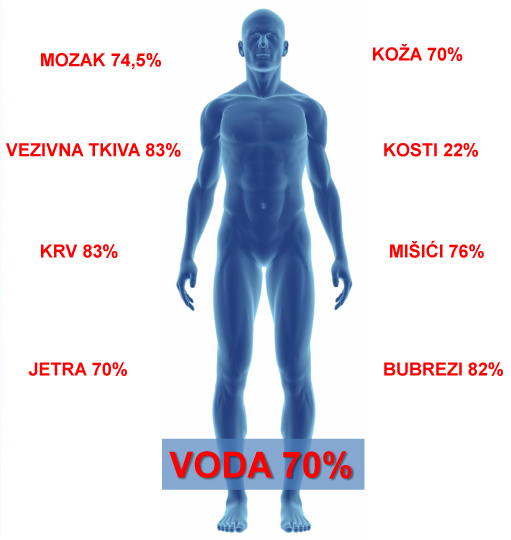 MOZAK 74,5%
KOŽA 70%
VEZIVNA TKIVA 83%
KOSTI 22%
KRV 83%
MIŠIĆI 76%
JETRA 70%
BUBREZI 82%
VODA 70%